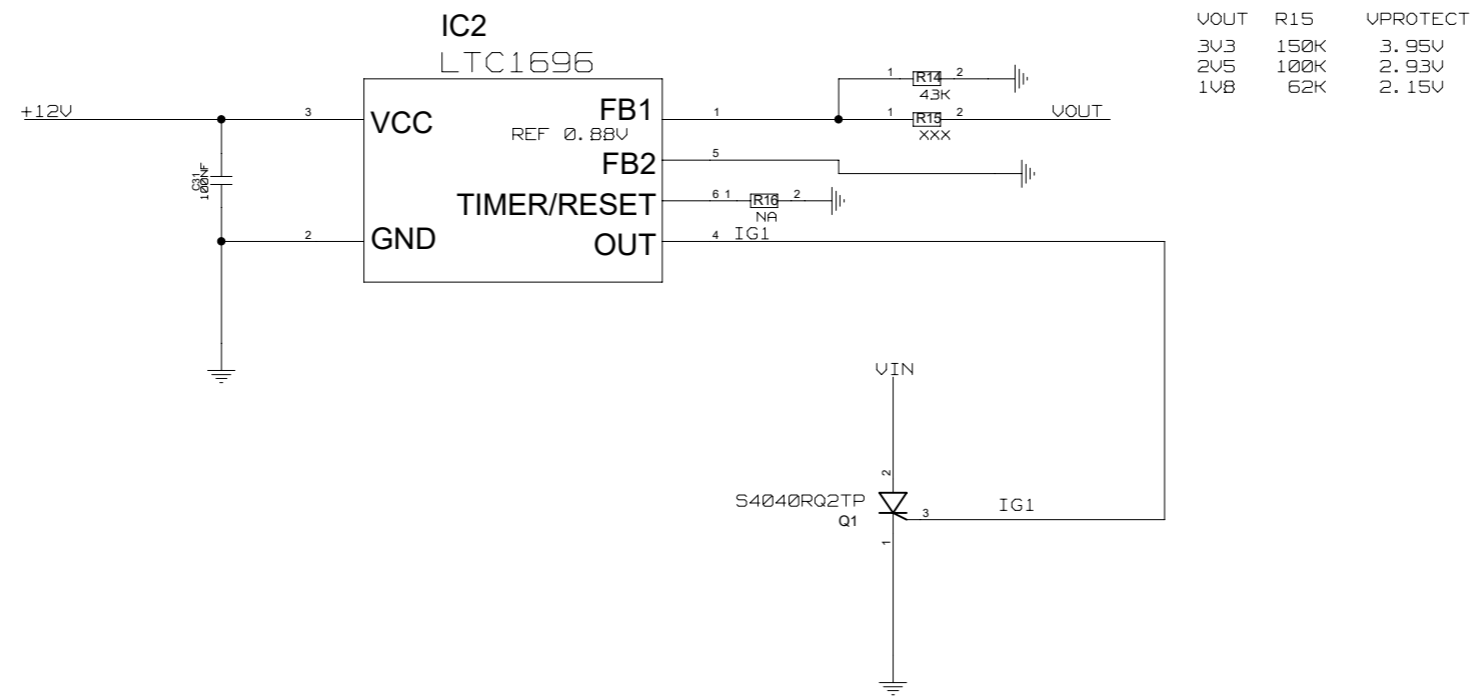 IC2
LTC1696
VOUT R15 VPROTECT
3V3 150K 3.95V
2V5 100K 2.93V
1V8 62K 2.15V
+12V
3
VCC
FB1
REF 0.88V
1
1 R14 2
43K
1 R15 2
XXX
VOUT
FB2
5
C31
100NF
TIMER/RESET
6 1 R16 2
NA
2
GND
OUT
4 IG1
VIN
2
S4040RQ2TP
Q1
3
IG1
1